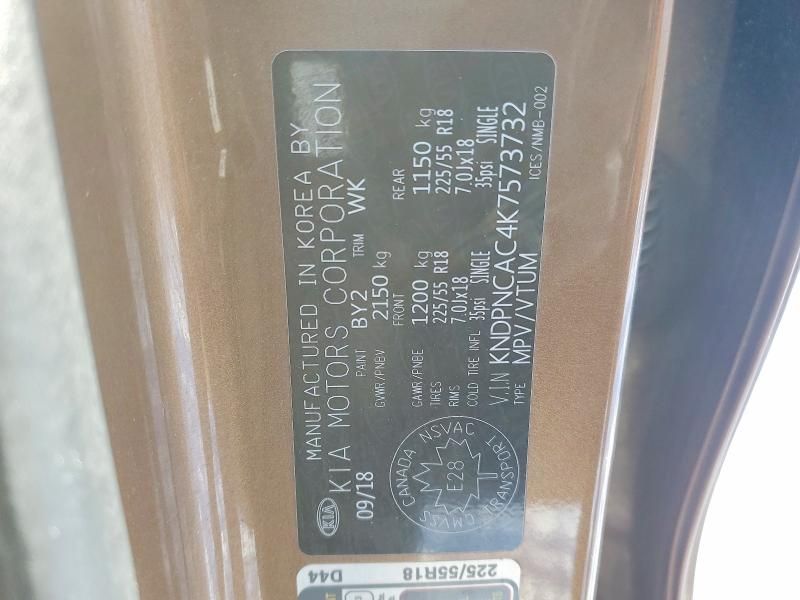 KIA
MANUFACTURED IN KOREA BY
KIA MOTORS CORPORATION
09/18
PAINT BY2 TRIM WK
GVWR/PNBV 2150 kg
FRONT REAR
GAWR/PNBE 1200 kg 1150 kg
TIRES 225/55 R18 225/55 R18
RIMS 7.0Jx18 7.0Jx18
COLD TIRE INFL 35psi SINGLE 35psi SINGLE
V.I.N KNDPNCAC4K7573732
TYPE MPV/VTUM ICES/NMB-002
CANADA NSVAC
E28
TRANSPORT
D44
225/55R18